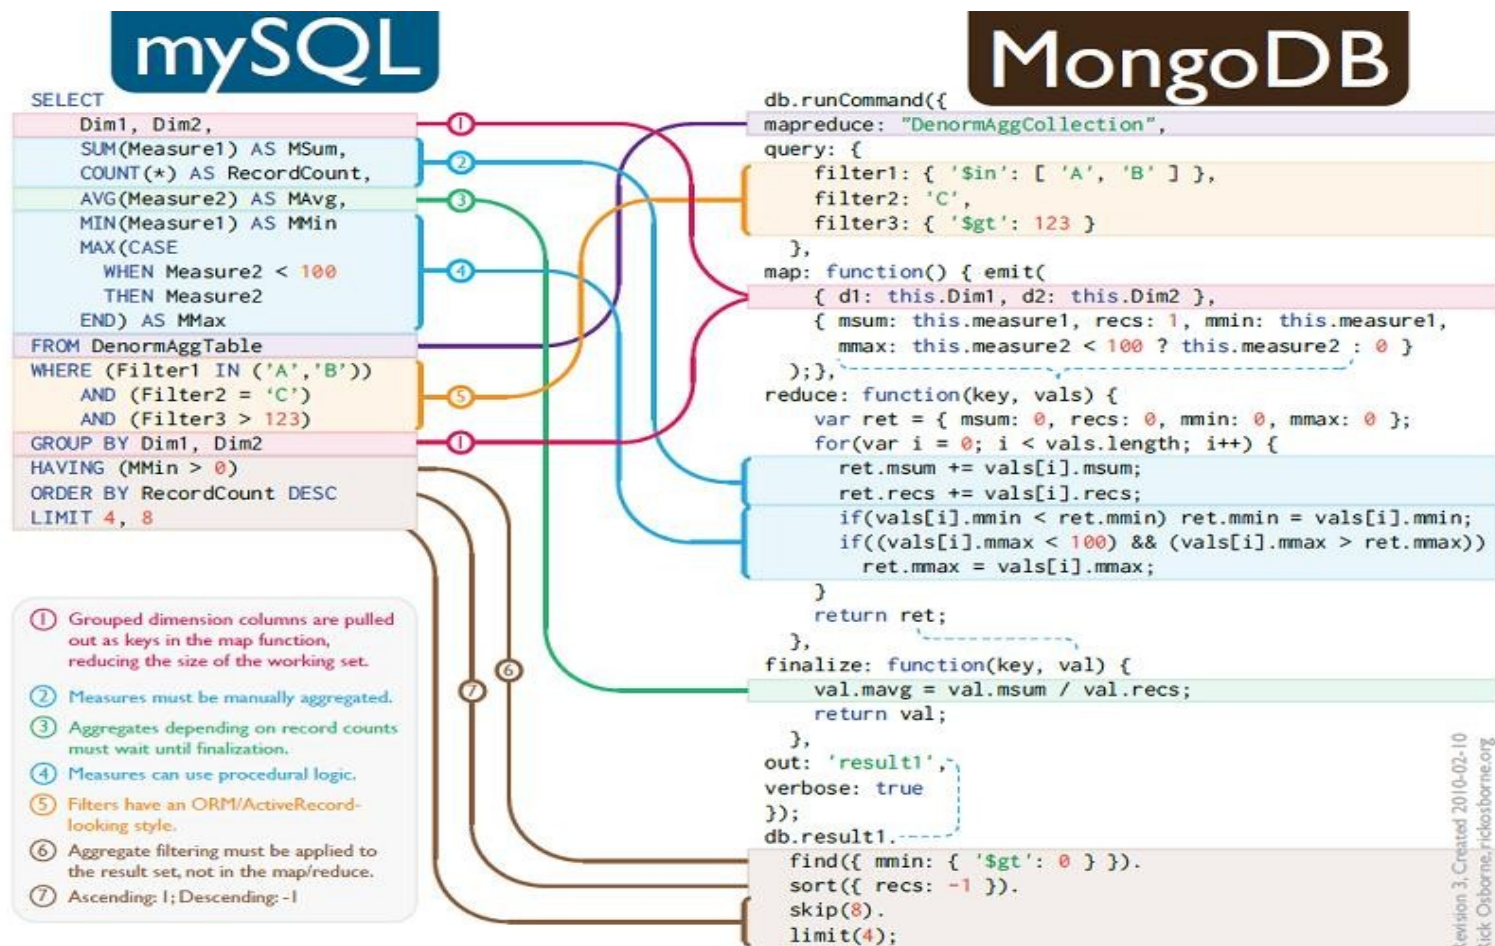 mySQL
SELECT
Dim1, Dim2,
SUM(Measure1) AS MSum,
COUNT(*) AS RecordCount,
AVG(Measure2) AS MAvg,
MIN(Measure1) AS MMin
MAX(CASE
WHEN Measure2 < 100
THEN Measure2
END) AS MMax
FROM DenormAggTable
WHERE (Filter1 IN ('A','B'))
AND (Filter2 = 'C')
AND (Filter3 > 123)
GROUP BY Dim1, Dim2
HAVING (MMin > 0)
ORDER BY RecordCount DESC
LIMIT 4, 8
1
2
3
4
5
1
6
7
1 Grouped dimension columns are pulled
out as keys in the map function,
reducing the size of the working set.
2 Measures must be manually aggregated.
3 Aggregates depending on record counts
must wait until finalization.
4 Measures can use procedural logic.
5 Filters have an ORM/ActiveRecord-
looking style.
6 Aggregate filtering must be applied to
the result set, not in the map/reduce.
7 Ascending: 1; Descending: -1
MongoDB
db.runCommand({
mapreduce: "DenormAggCollection",
query: {
filter1: { '$in': [ 'A', 'B' ] },
filter2: 'C',
filter3: { '$gt': 123 }
},
map: function() { emit(
{ d1: this.Dim1, d2: this.Dim2 },
{ msum: this.measure1, recs: 1, mmin: this.measure1,
mmax: this.measure2 < 100 ? this.measure2 : 0 }
);},
reduce: function(key, vals) {
var ret = { msum: 0, recs: 0, mmin: 0, mmax: 0 };
for(var i = 0; i < vals.length; i++) {
ret.msum += vals[i].msum;
ret.recs += vals[i].recs;
if(vals[i].mmin < ret.mmin) ret.mmin = vals[i].mmin;
if((vals[i].mmax < 100) && (vals[i].mmax > ret.mmax))
ret.mmax = vals[i].mmax;
}
return ret;
},
finalize: function(key, val) {
val.mavg = val.msum / val.recs;
return val;
},
out: 'result1',
verbose: true
});
db.result1.
find({ mmin: { '$gt': 0 } }).
sort({ recs: -1 }).
skip(8).
limit(4);
evision 3, Created 2010-02-10
ick Osborne, rickosborne.org